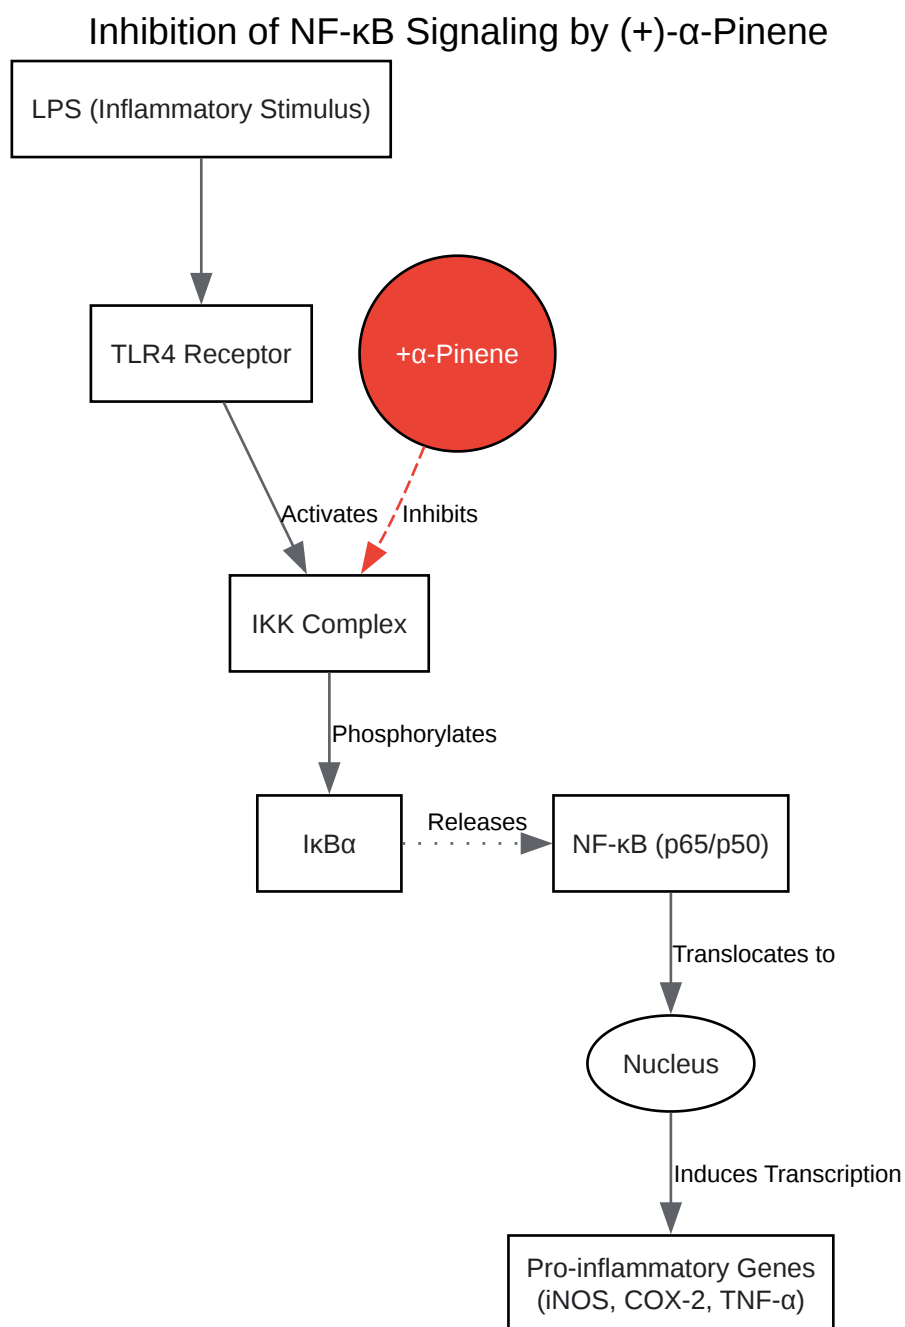 Inhibition of NF-κB Signaling by (+)-α-Pinene
LPS (Inflammatory Stimulus)
TLR4 Receptor
+α-Pinene
Activates
Inhibits
IKK Complex
Phosphorylates
IκBα
Releases
NF-κB (p65/p50)
Translocates to
Nucleus
Induces Transcription
Pro-inflammatory Genes
(iNOS, COX-2, TNF-α)